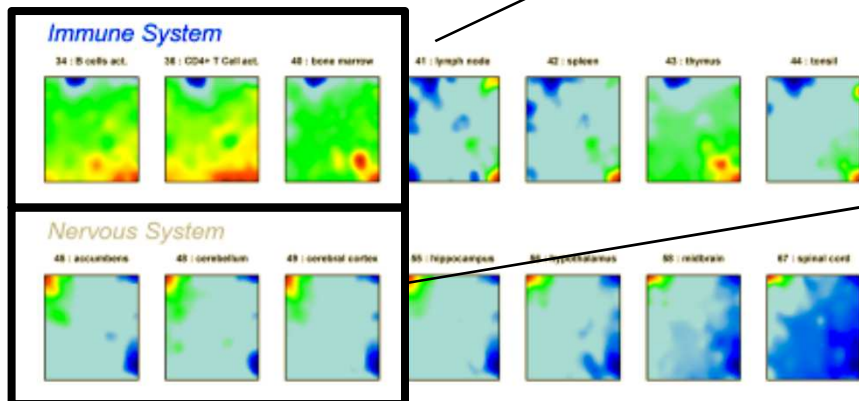 Immune System
34 : B cells act. 36 : CD4+ T Cell act. 40 : bone marrow 41 : lymph node 42 : spleen 43 : thymus 44 : tonsil
Nervous System
45 : accumbens 48 : cerebellum 49 : cerebral cortex 55 : hippocampus 56 : hypothalamus 58 : midbrain 67 : spinal cord